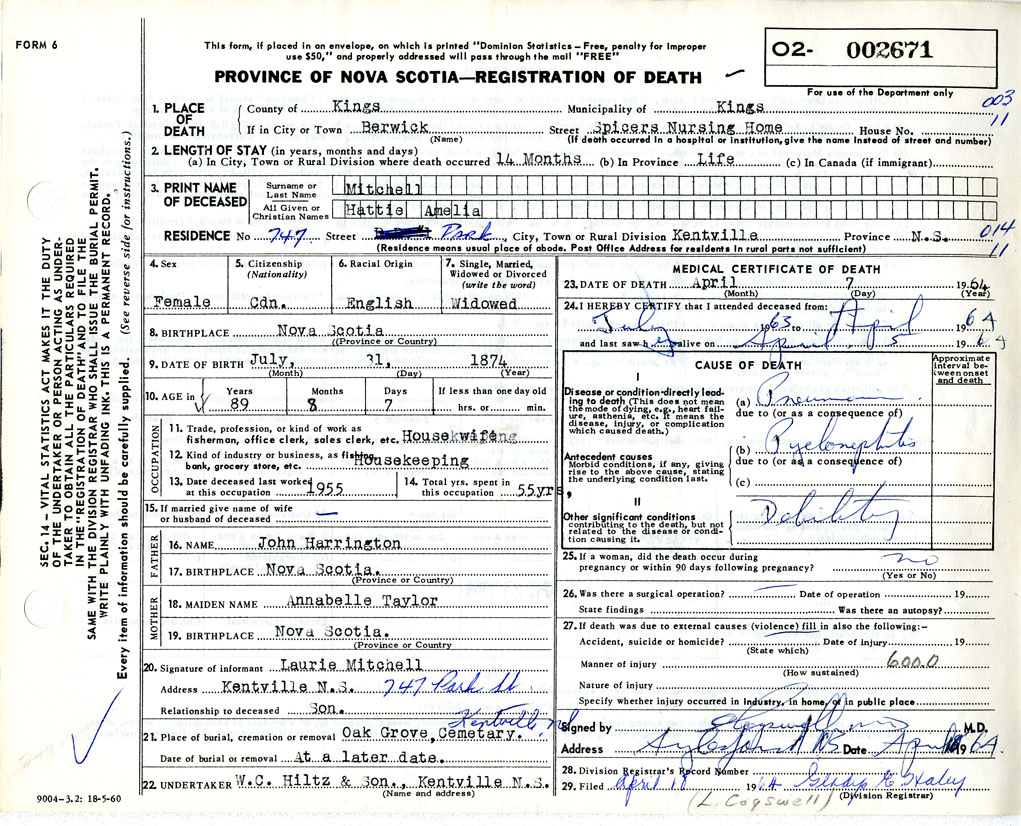 FORM 6
This form, if placed in an envelope, on which is printed "Dominion Statistics – Free, penalty for improper
use $50," and properly addressed will pass through the mail "FREE"
PROVINCE OF NOVA SCOTIA—REGISTRATION OF DEATH
02- 002671
For use of the Department only
003
11
1. PLACE OF DEATH
County of Kings Municipality of Kings
If in City or Town Berwick Street Spicers Nursing Home House No.
(Name) (If death occurred in a hospital or institution, give name instead of street and number)
2. LENGTH OF STAY (in years, months and days)
(a) In City, Town or Rural Division where death occurred 14 Months (b) In Province Life (c) In Canada (if immigrant)
3. PRINT NAME OF DECEASED
Surname or Last Name Mitchell
All Given or Christian Names Hattie Amelia
014
11
RESIDENCE No 747 Street Park, City, Town or Rural Division Kentville Province N.S.
(Residence means usual place of abode. Post Office Address for residents in rural parts not sufficient)
4. Sex
Female
5. Citizenship
(Nationality)
Cdn.
6. Racial Origin
English
7. Single, Married,
Widowed or Divorced
(write the word)
Widowed
8. BIRTHPLACE Nova Scotia
(Province or Country)
9. DATE OF BIRTH July, 31, 1874
(Month) (Day) (Year)
10. AGE in Years Months Days If less than one day old
89 8 7 hrs. or min.
OCCUPATION
11. Trade, profession, or kind of work as
fisherman, office clerk, sales clerk, etc. Housekwifeng
12. Kind of industry or business, as fishing,
bank, grocery store, etc. Housekeeping
13. Date deceased last worked
at this occupation 1955
14. Total yrs. spent in
this occupation 55yrs,
15. If married give name of wife
or husband of deceased —
FATHER
16. NAME John Harrington
17. BIRTHPLACE Nova Scotia.
(Province or Country)
MOTHER
18. MAIDEN NAME Annabelle Taylor
19. BIRTHPLACE Nova Scotia.
(Province or Country
20. Signature of informant Laurie Mitchell
Address Kentville N.S. 747 Park St
Relationship to deceased Son. Kentville, NS
21. Place of burial, cremation or removal Oak Grove, Cemetary.
Date of burial or removal At a later date.
22. UNDERTAKER W.C. Hiltz & Son., Kentville N.S.
(Name and address)
9004–3.2: 18-5-60
MEDICAL CERTIFICATE OF DEATH
23. DATE OF DEATH April 7 1964
(Month) (Day) (Year)
24. I HEREBY CERTIFY that I attended deceased from:
July 1963 to April 1964
and last saw her alive on April 5 1964
CAUSE OF DEATH
Approximate interval between onset and death
I
Disease or condition directly leading to death (This does not mean
the mode of dying, e.g., heart failure, asthenia, etc. It means the
disease, injury, or complication
which caused death.)
(a) Pneumonia
due to (or as a consequence of)
Antecedent causes
Morbid conditions, if any, giving
rise to the above cause, stating
the underlying condition last.
(b) Pyelonephritis
due to (or as a consequence of)
(c)
II
Other significant conditions
contributing to the death, but not
related to the disease or condition causing it.
Debility
25. If a woman, did the death occur during
pregnancy or within 90 days following pregnancy? no
(Yes or No)
26. Was there a surgical operation? — Date of operation 19
State findings Was there an autopsy?
27. If death was due to external causes (violence) fill in also the following:–
Accident, suicide or homicide? Date of injury 19
(State which)
Manner of injury 600.0
(How sustained)
Nature of injury
Specify whether injury occurred in Industry, in home, or in public place
Signed by Cogswell M.D.
Address Aylesford NS Date April 1964
28. Division Registrar's Record Number
29. Filed April 18 1964 Gladys E Haley
(L. Cogswell) (Division Registrar)
SEC. 14 – VITAL STATISTICS ACT MAKES IT THE DUTY
OF THE UNDERTAKER OR PERSON ACTING AS UNDER-
TAKER TO OBTAIN ALL THE PARTICULARS REQUIRED
IN THE "REGISTRATION OF DEATH" AND TO FILE THE
SAME WITH THE DIVISION REGISTRAR WHO SHALL ISSUE THE BURIAL PERMIT.
WRITE PLAINLY WITH UNFADING INK. THIS IS A PERMANENT RECORD.
Every item of information should be carefully supplied. (See reverse side for instructions.)